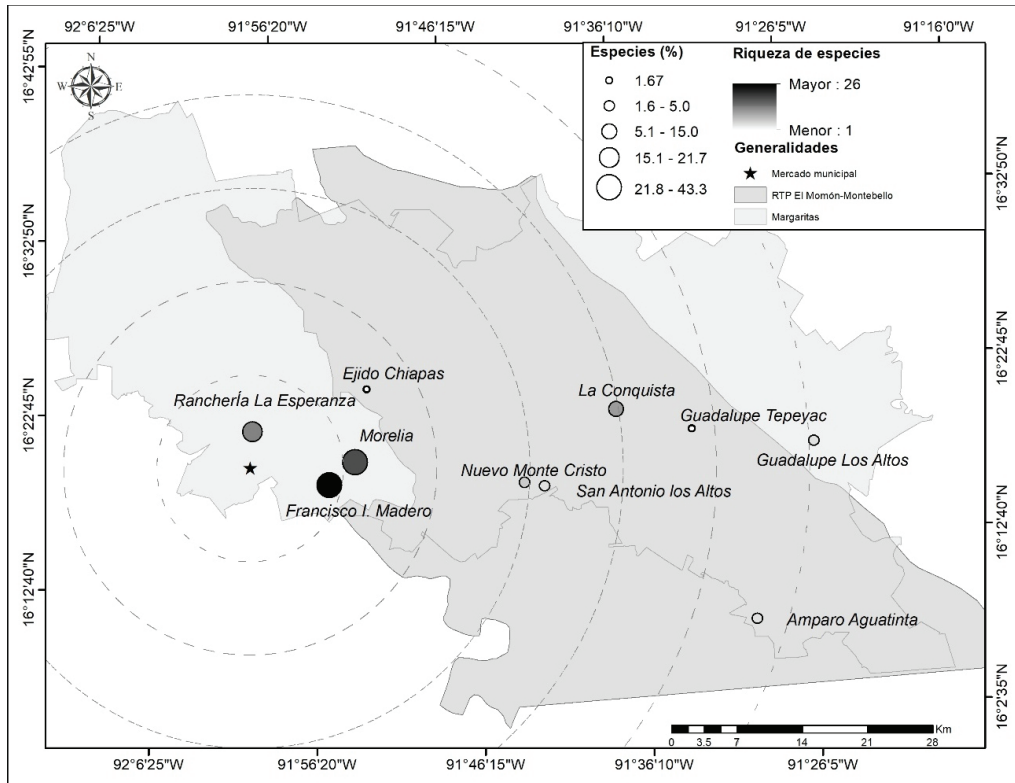 92°6'25"W 91°56'20"W 91°46'15"W 91°36'10"W 91°26'5"W 91°16'0"W
16°42'55"N
16°32'50"N
16°22'45"N
16°12'40"N
N
W E
S
Especies (%)
1.67
1.6 - 5.0
5.1 - 15.0
15.1 - 21.7
21.8 - 43.3
Riqueza de especies
Mayor : 26
Menor : 1
Generalidades
Mercado municipal
RTP El Momón-Montebello
Margaritas
16°32'50"N
16°22'45"N
16°12'40"N
16°2'35"N
Ejido Chiapas
RancherÍa La Esperanza
La Conquista
Guadalupe Tepeyac
Morelia
Guadalupe Los Altos
Nuevo Monte Cristo
San Antonio los Altos
Francisco I. Madero
Amparo Aguatinta
Km
0 3.5 7 14 21 28
92°6'25"W 91°56'20"W 91°46'15"W 91°36'10"W 91°26'5"W